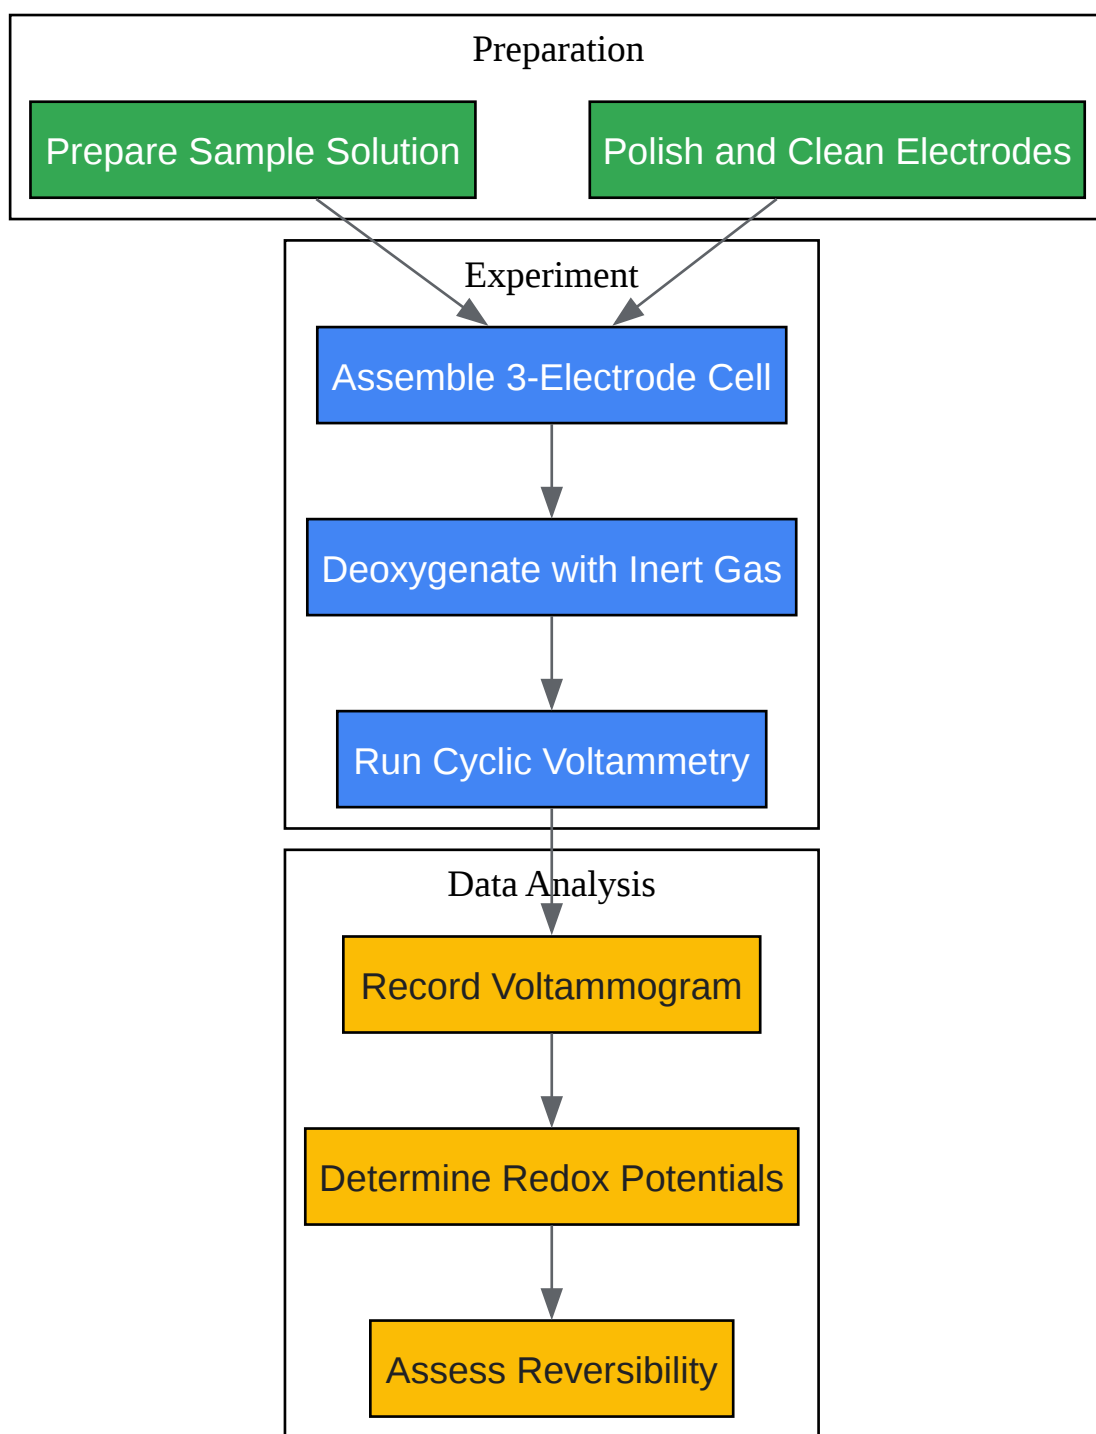 Preparation
Prepare Sample Solution
Polish and Clean Electrodes
Experiment
Assemble 3-Electrode Cell
Deoxygenate with Inert Gas
Run Cyclic Voltammetry
Data Analysis
Record Voltammogram
Determine Redox Potentials
Assess Reversibility